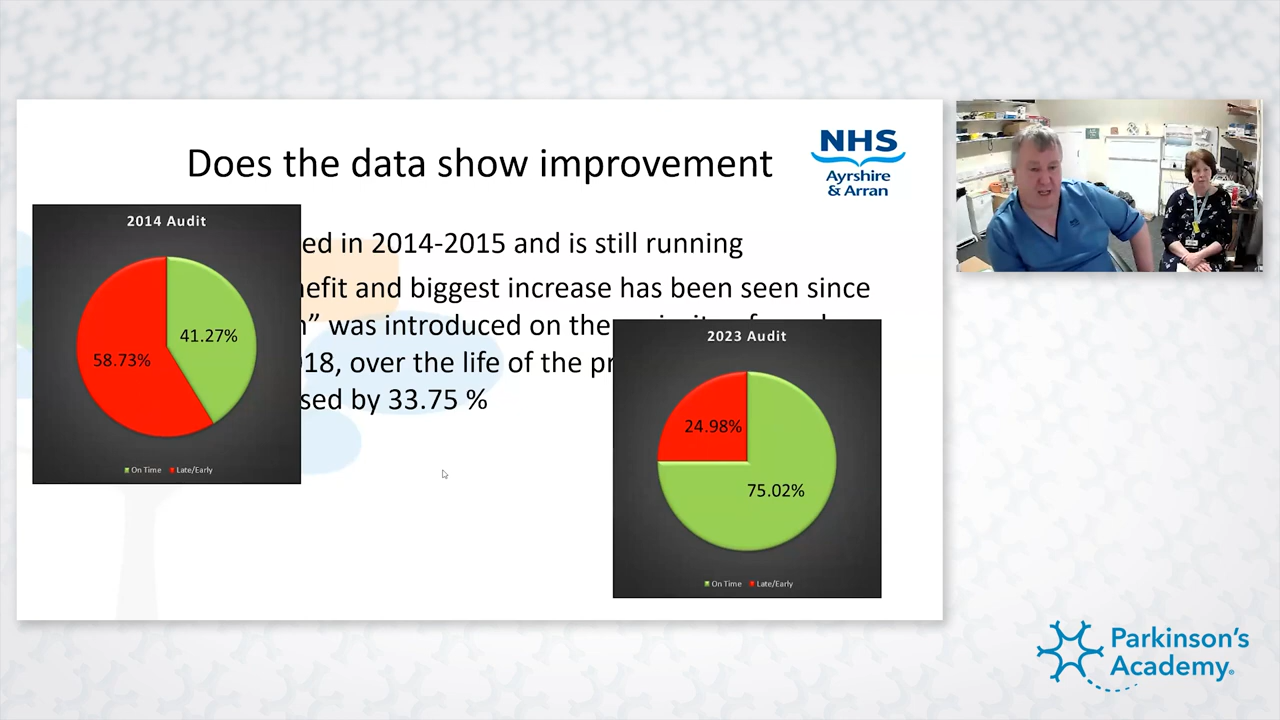 Does the data show improvement
NHS
Ayrshire
& Arran
2014 Audit
41.27%
58.73%
On Time Late/Early
ed in 2014-2015 and is still running
efit and biggest increase has been seen since
” was introduced on the
18, over the life of the pr
sed by 33.75 %
2023 Audit
24.98%
75.02%
On Time Late/Early
Parkinson's
Academy®